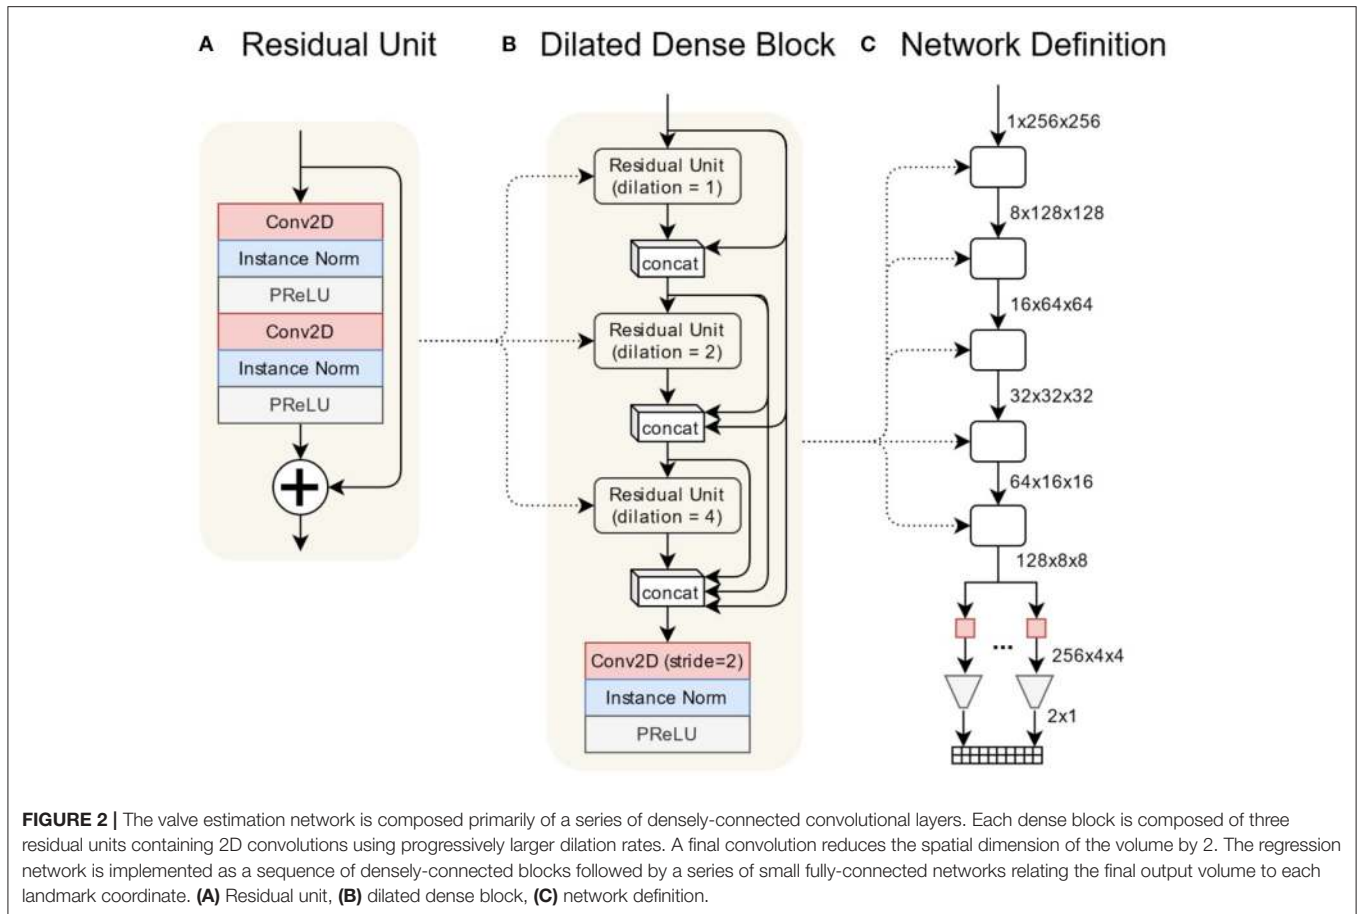 A Residual Unit
Conv2D
Instance Norm
PReLU
Conv2D
Instance Norm
PReLU
B Dilated Dense Block
Residual Unit
(dilation = 1)
concat
Residual Unit
(dilation = 2)
concat
Residual Unit
(dilation = 4)
concat
Conv2D (stride=2)
Instance Norm
PReLU
C Network Definition
1x256x256
8x128x128
16x64x64
32x32x32
64x16x16
128x8x8
...
256x4x4
2x1
FIGURE 2 | The valve estimation network is composed primarily of a series of densely-connected convolutional layers. Each dense block is composed of three
residual units containing 2D convolutions using progressively larger dilation rates. A final convolution reduces the spatial dimension of the volume by 2. The regression
network is implemented as a sequence of densely-connected blocks followed by a series of small fully-connected networks relating the final output volume to each
landmark coordinate. (A) Residual unit, (B) dilated dense block, (C) network definition.